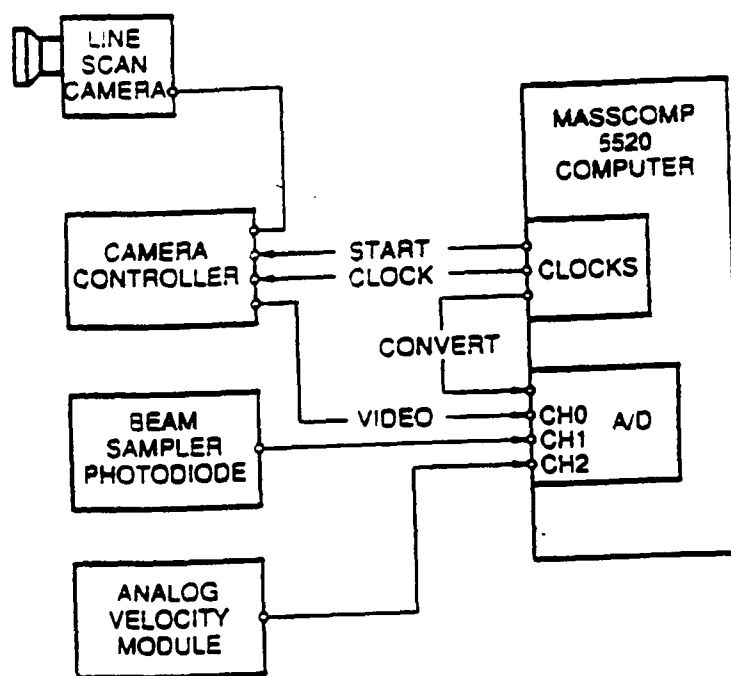 LINE
SCAN
CAMERA
MASSCOMP
5520
COMPUTER
CAMERA
CONTROLLER
START
CLOCK
CLOCKS
CONVERT
VIDEO
BEAM
SAMPLER
PHOTODIODE
CH0
CH1
CH2
A/D
ANALOG
VELOCITY
MODULE